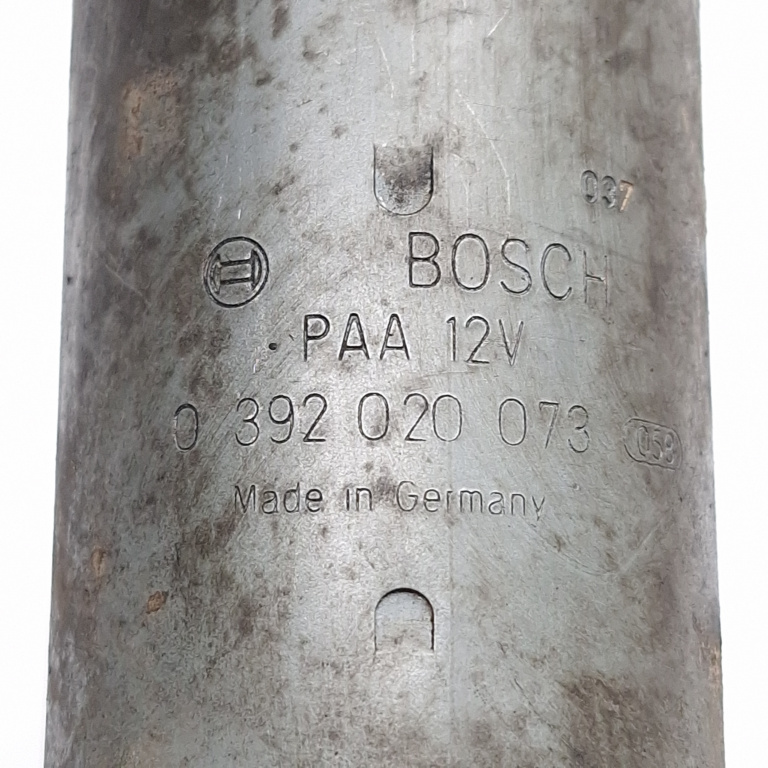 037
BOSCH
PAA 12V
0 392 020 073 058
Made in Germany